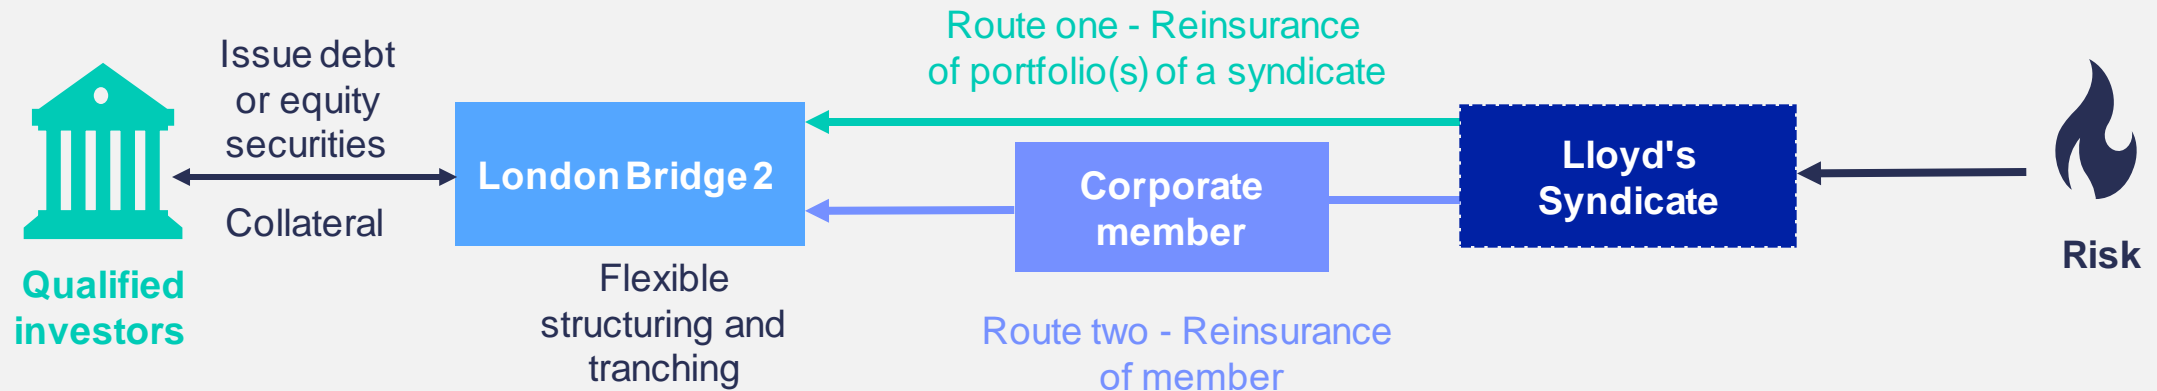 Issue debt
or equity
securities
Collateral
Qualified
investors
London Bridge 2
Flexible
structuring and
tranching
Route one - Reinsurance
of portfolio(s) of a syndicate
Corporate
member
Route two - Reinsurance
of member
Lloyd's
Syndicate
Risk